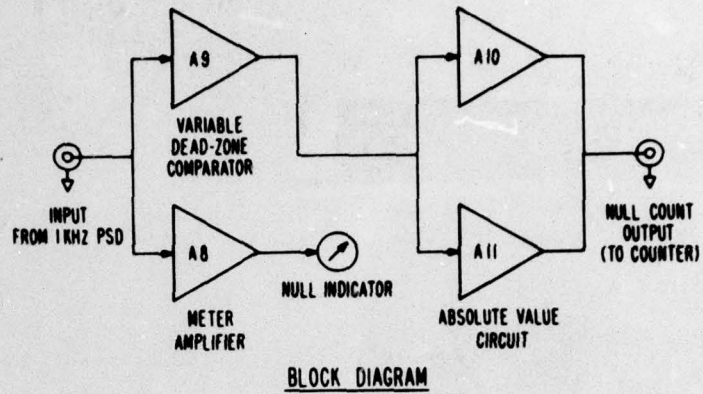 A9
A10
VARIABLE
DEAD-ZONE
COMPARATOR
INPUT
FROM 1KHZ PSD
NULL COUNT
OUTPUT
(TO COUNTER)
A8
NULL INDICATOR
A11
METER
AMPLIFIER
ABSOLUTE VALUE
CIRCUIT
BLOCK DIAGRAM